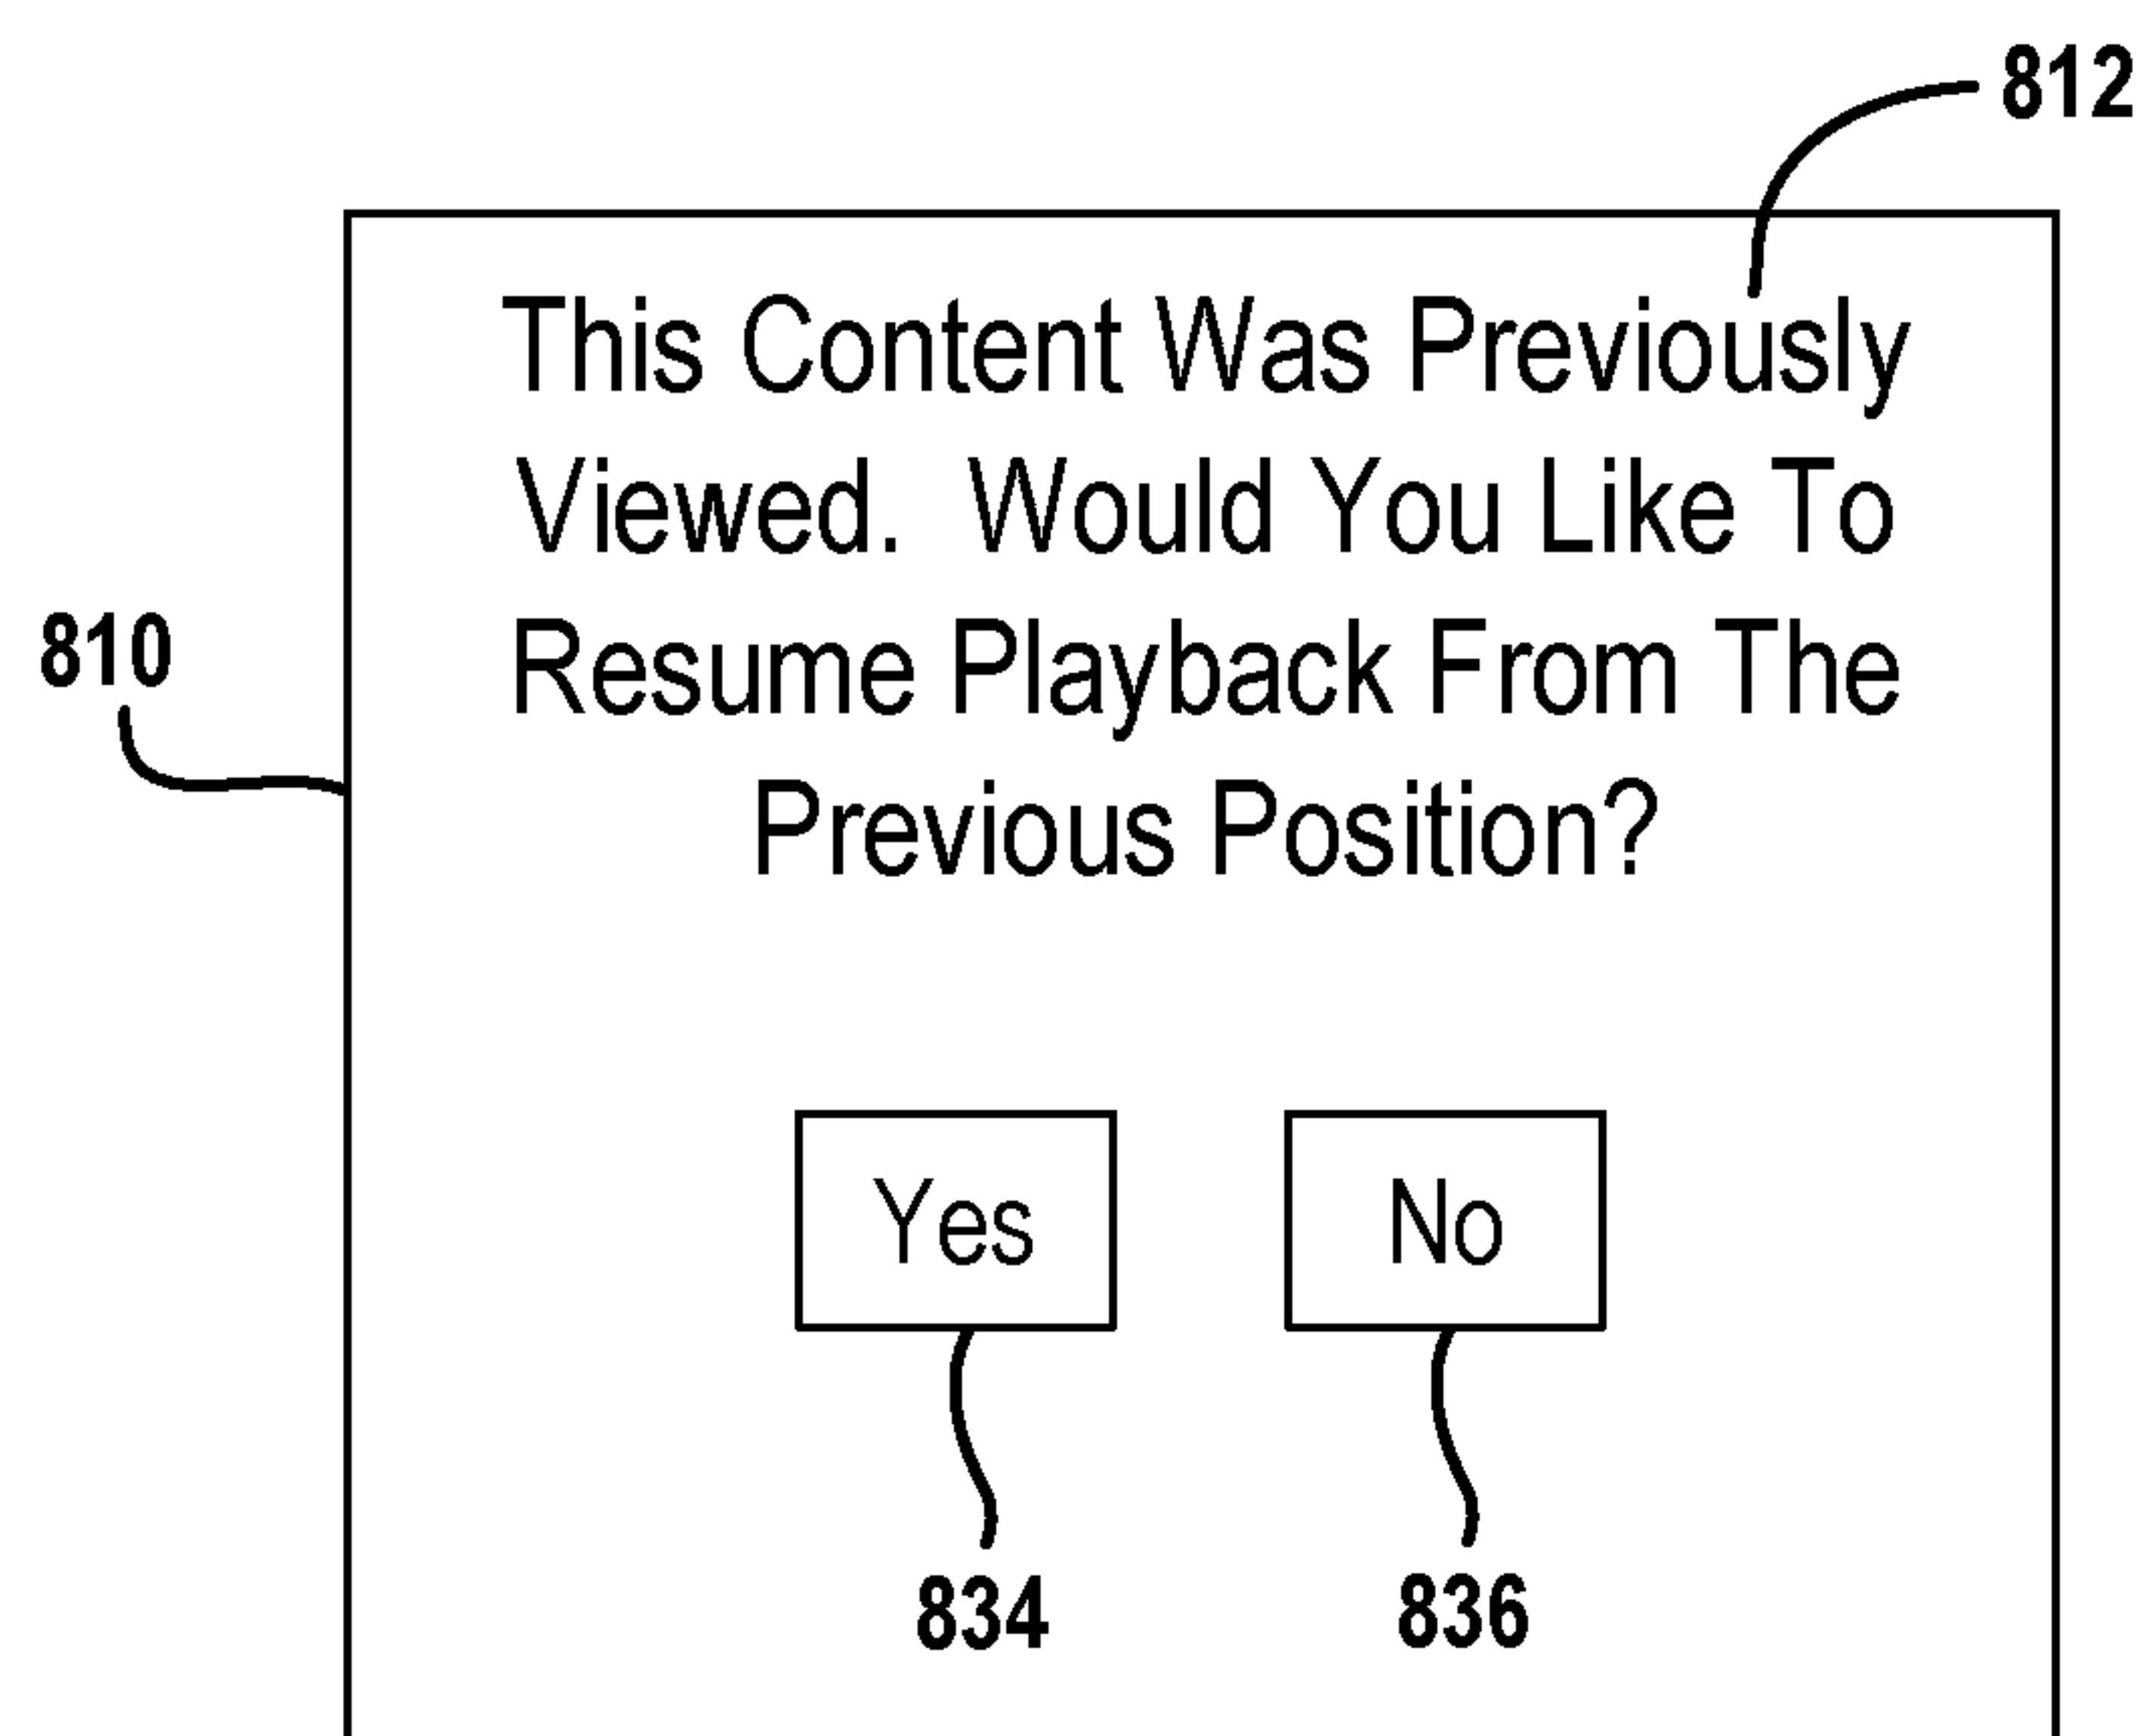 812
This Content Was Previously
Viewed.  Would You Like To
Resume Playback From The
810
Previous Position?
Yes No
834 836